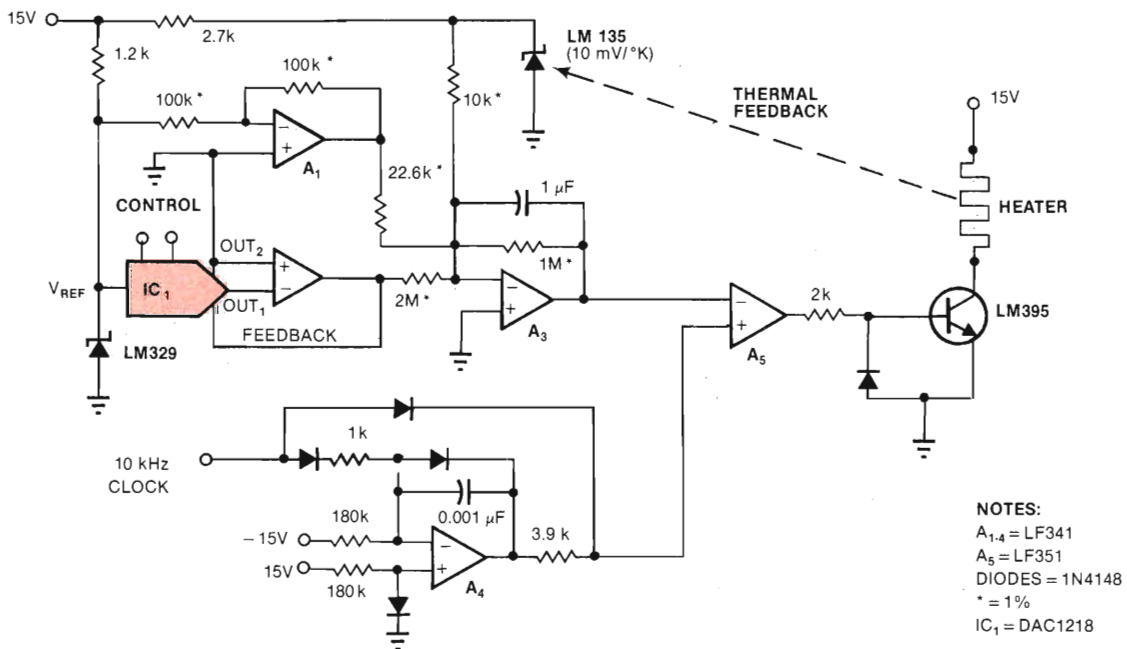 15V
2.7k
LM 135
(10 mV/°K)
1.2 k
100k*
100k*
10k*
THERMAL
FEEDBACK
15V
−
+
A₁
22.6k*
1 μF
CONTROL
HEATER
OUT₂
+
1M*
V_REF
IC₁
OUT₁
−
2M*
−
+
A₃
−
+
A₅
2k
LM395
FEEDBACK
LM329
1k
10 kHz
CLOCK
0.001 μF
180k
−15V
−
3.9 k
15V
+
180k
A₄
NOTES:
A₁₋₄ = LF341
A₅ = LF351
DIODES = 1N4148
* = 1%
IC₁ = DAC1218